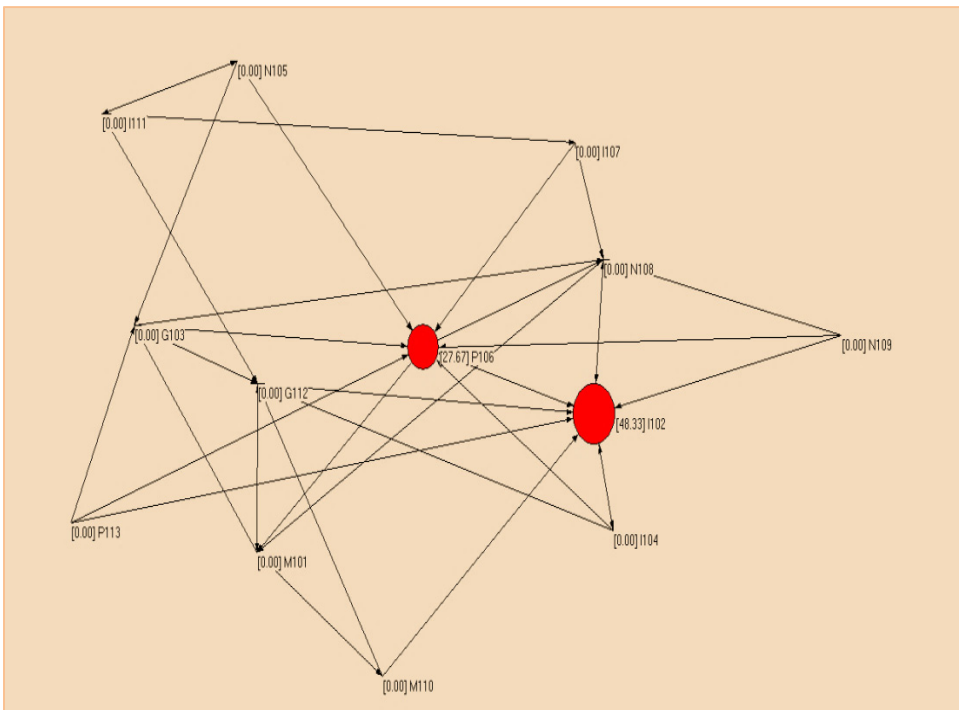 [0.00] N105
[0.00] I111
[0.00] I107
[0.00] N108
[0.00] G103
[0.00] N109
[27.67] P106
[0.00] G112
[48.33] I102
[0.00] P113
[0.00] I104
[0.00] M101
[0.00] M110